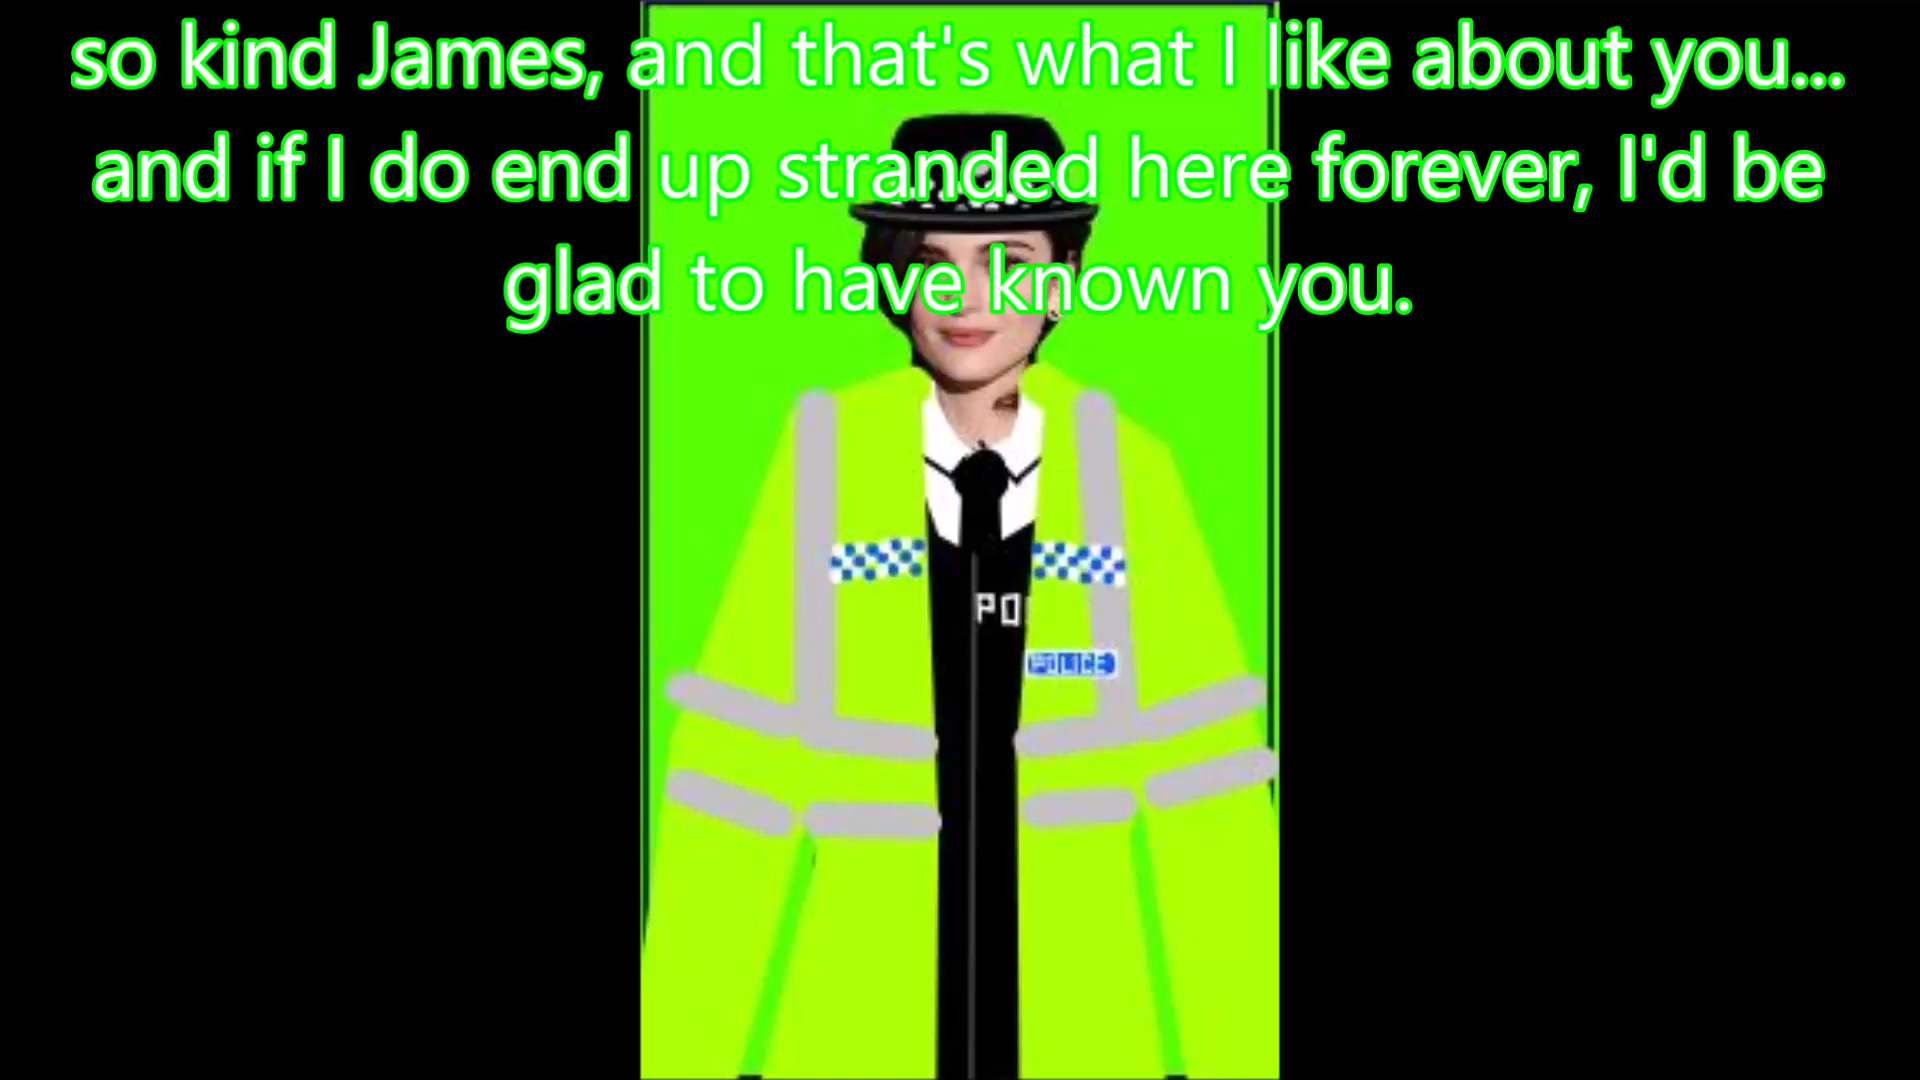 so kind James, and that's what I like about you...
and if I do end up stranded here forever, I'd be
glad to have known you.
PO
POLICE